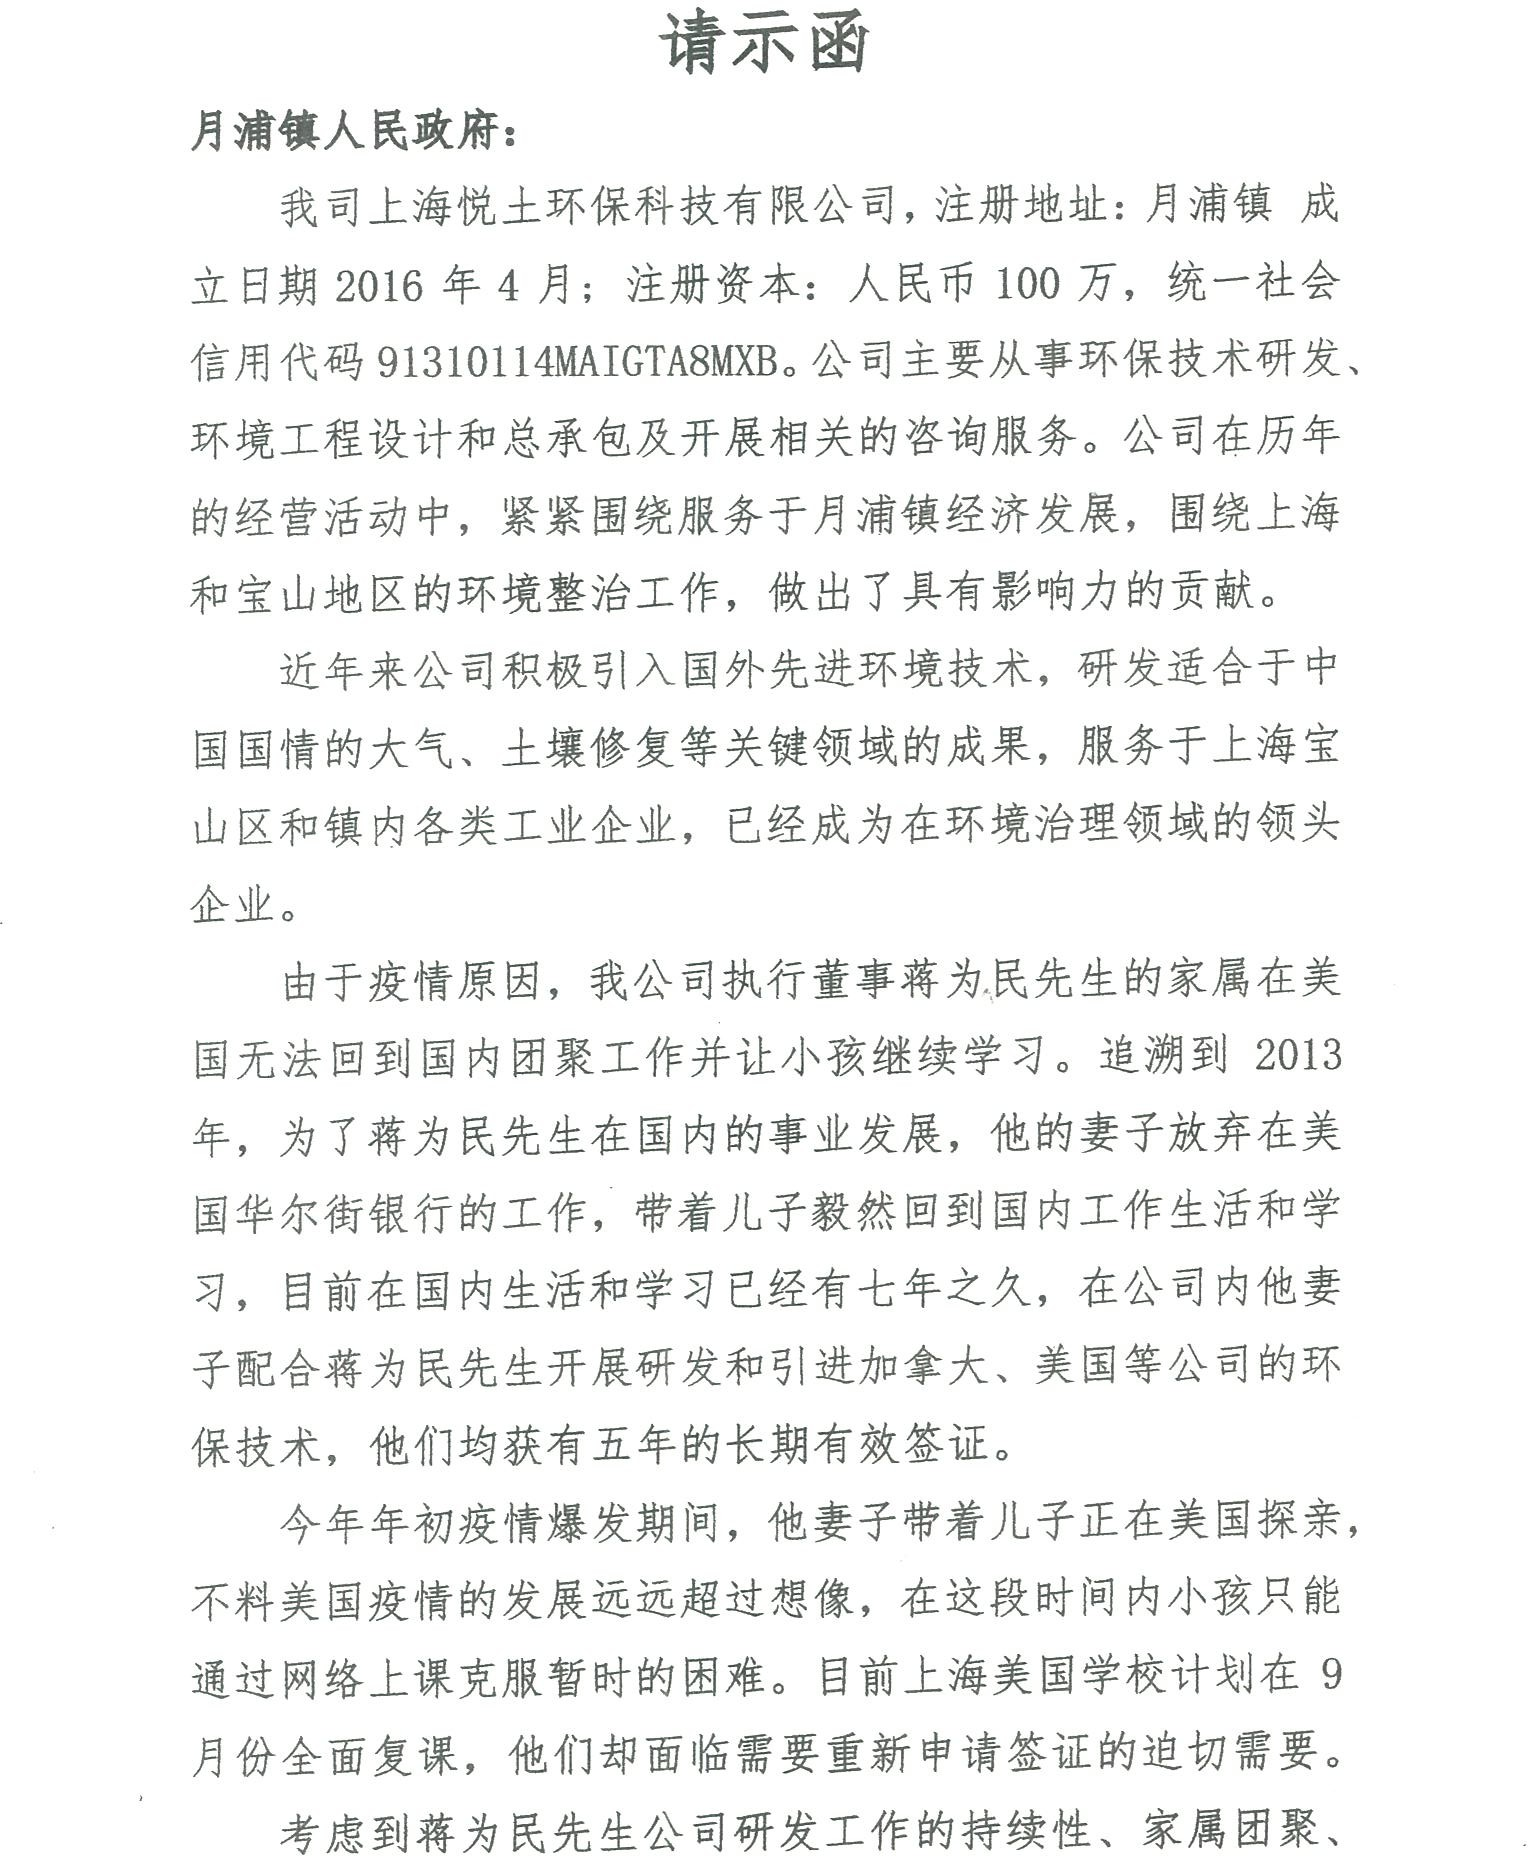 请示函
月浦镇人民政府：
我司上海悦土环保科技有限公司，注册地址：月浦镇 成
立日期 2016 年 4 月；注册资本：人民币 100 万，统一社会
信用代码 91310114MAIGTA8MXB。公司主要从事环保技术研发、
环境工程设计和总承包及开展相关的咨询服务。公司在历年
的经营活动中，紧紧围绕服务于月浦镇经济发展，围绕上海
和宝山地区的环境整治工作，做出了具有影响力的贡献。
近年来公司积极引入国外先进环境技术，研发适合于中
国国情的大气、土壤修复等关键领域的成果，服务于上海宝
山区和镇内各类工业企业，已经成为在环境治理领域的领头
企业。
由于疫情原因，我公司执行董事蒋为民先生的家属在美
国无法回到国内团聚工作并让小孩继续学习。追溯到 2013
年，为了蒋为民先生在国内的事业发展，他的妻子放弃在美
国华尔街银行的工作，带着儿子毅然回到国内工作生活和学
习，目前在国内生活和学习已经有七年之久，在公司内他妻
子配合蒋为民先生开展研发和引进加拿大、美国等公司的环
保技术，他们均获有五年的长期有效签证。
今年年初疫情爆发期间，他妻子带着儿子正在美国探亲，
不料美国疫情的发展远远超过想像，在这段时间内小孩只能
通过网络上课克服暂时的困难。目前上海美国学校计划在 9
月份全面复课，他们却面临需要重新申请签证的迫切需要。
考虑到蒋为民先生公司研发工作的持续性、家属团聚、